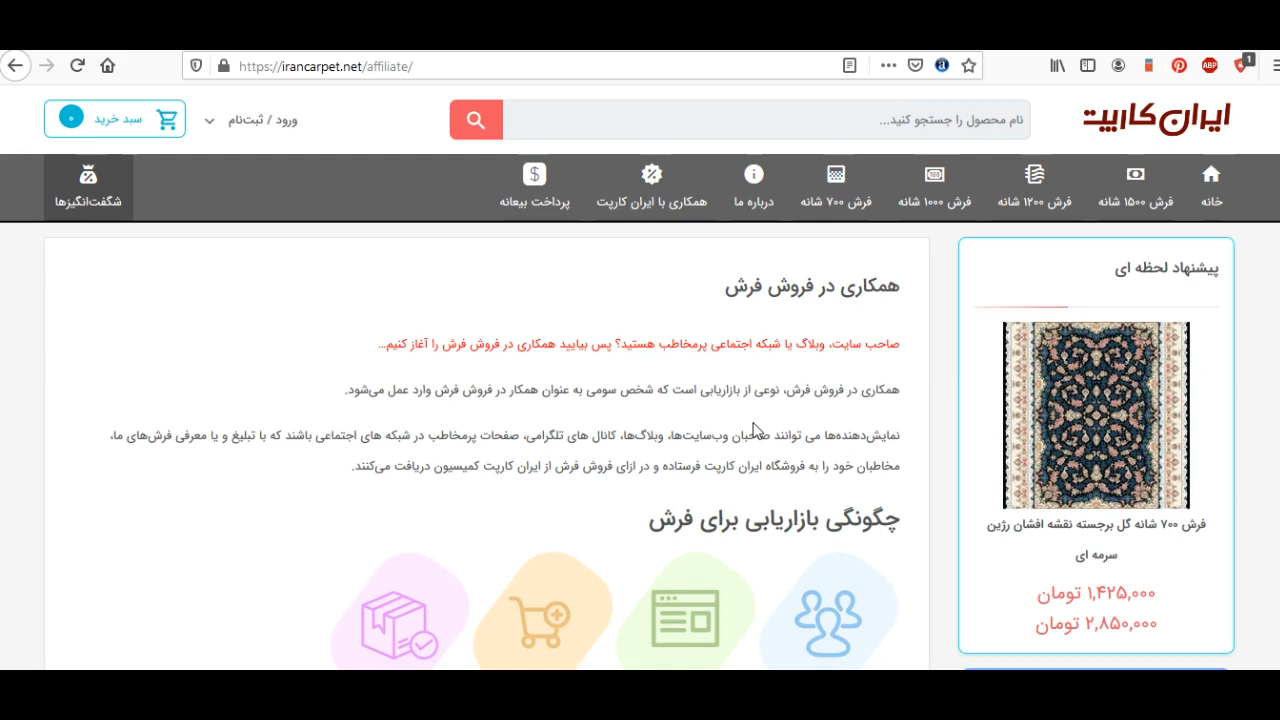 https://irancarpet.net/affiliate/
ABP
1
ایران کارپت
نام محصول را جستجو کنید...
ورود / ثبت‌نام
سبد خرید
۰
خانه
فرش ۱۵۰۰ شانه
فرش ۱۲۰۰ شانه
فرش ۱۰۰۰ شانه
فرش ۷۰۰ شانه
درباره ما
همکاری با ایران کارپت
پرداخت بیعانه
شگفت‌انگیزها
پیشنهاد لحظه ای
فرش ۷۰۰ شانه گل برجسته نقشه افشان رژین
سرمه ای
۱,۴۲۵,۰۰۰ تومان
۲,۸۵۰,۰۰۰ تومان
همکاری در فروش فرش
صاحب سایت، وبلاگ یا شبکه اجتماعی پرمخاطب هستید؟ پس بیایید همکاری در فروش فرش را آغاز کنیم...
همکاری در فروش فرش، نوعی از بازاریابی است که شخص سومی به عنوان همکار در فروش فرش وارد عمل می‌شود.
نمایش‌دهنده‌ها می توانند صاحبان وب‌سایت‌ها، وبلاگ‌ها، کانال های تلگرامی، صفحات پرمخاطب در شبکه های اجتماعی باشند که با تبلیغ و یا معرفی فرش‌های ما،
مخاطبان خود را به فروشگاه ایران کارپت فرستاده و در ازای فروش فرش از ایران کارپت کمیسیون دریافت می‌کنند.
چگونگی بازاریابی برای فرش